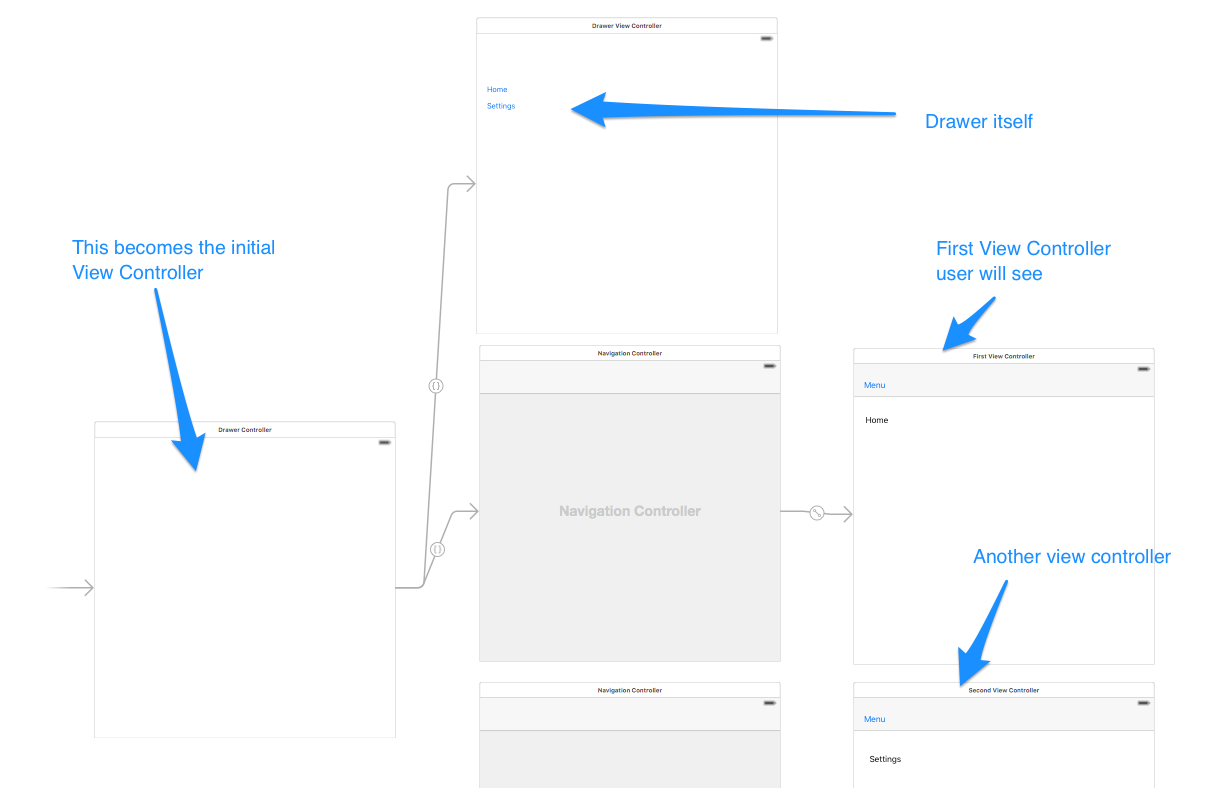 Drawer View Controller
Home
Settings
Drawer itself
This becomes the initial
View Controller
First View Controller
user will see
Navigation Controller
First View Controller
Menu
Home
Drawer Controller
Navigation Controller
Another view controller
Navigation Controller
Second View Controller
Menu
Settings